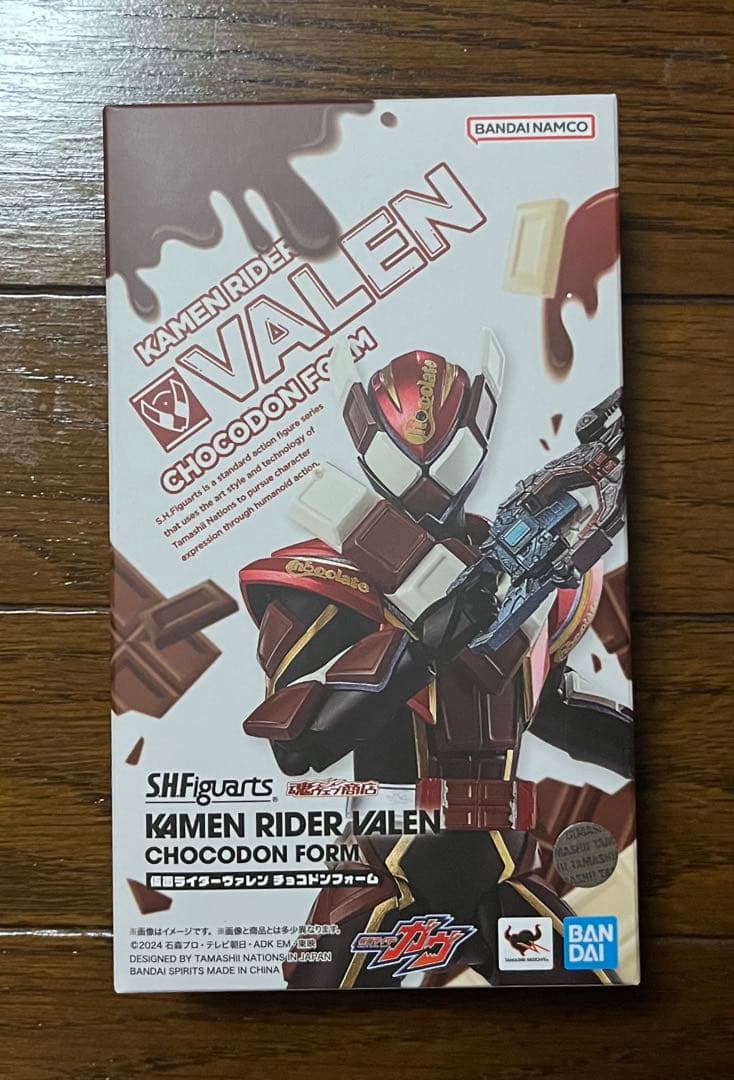 BANDAI NAMCO
KAMEN RIDER
VALEN
CHOCODON FORM
S.H.Figuarts is a standard action figure series
that uses the art style and technology of
Tamashii Nations to pursue character
expression through humanoid action.
Chocolate
Chocolate
S.H.Figuarts®
魂ウェブ商店
KAMEN RIDER VALEN
CHOCODON FORM
仮面ライダーヴァレン チョコドンフォーム
※画像はイメージです。 ※画像と商品とは多少異なります。
©2024 石森プロ・テレビ朝日・ADK EM・東映
DESIGNED BY TAMASHII NATIONS IN JAPAN
BANDAI SPIRITS MADE IN CHINA
仮面ライダーガヴ
TAMASHII NATIONS
BAN
DAI